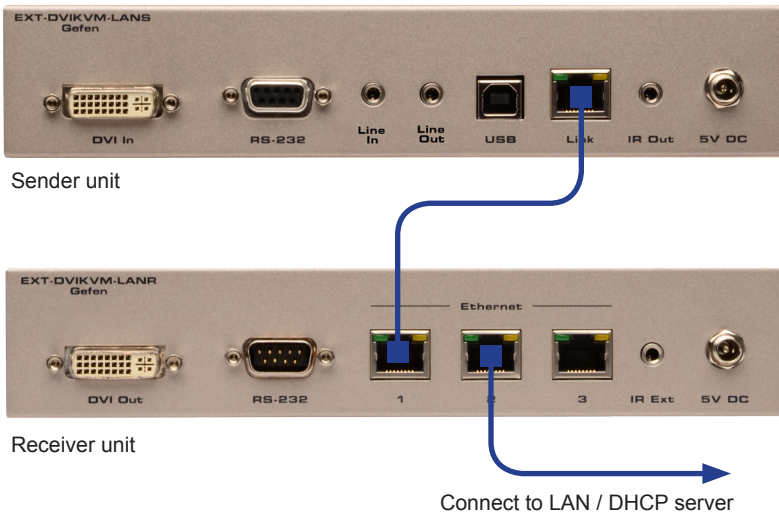 EXT-DVIKVM-LANS
Gefen
DVI In
RS-232
Line In
Line Out
USB
Link
IR Out
5V DC
Sender unit
EXT-DVIKVM-LANR
Gefen
Ethernet
DVI Out
RS-232
1
2
3
IR Ext
5V DC
Receiver unit
Connect to LAN / DHCP server